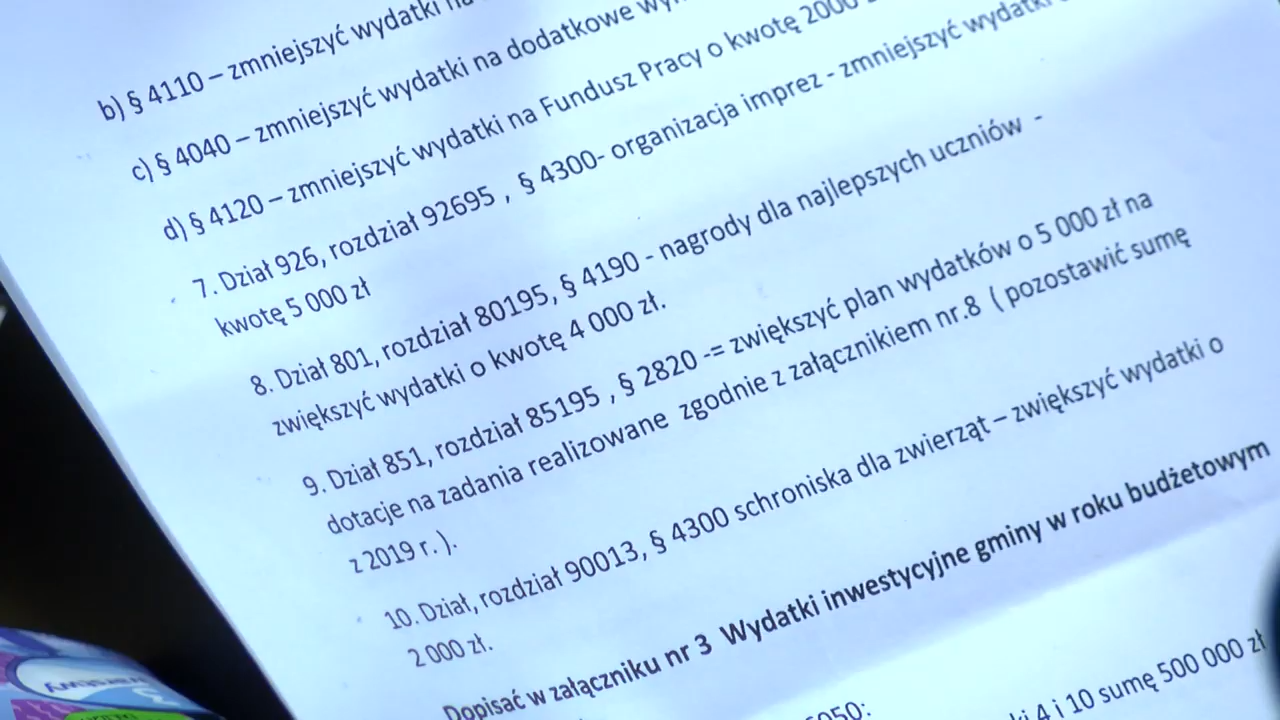 b) § 4110 – zmniejszyć wydatki na
c) § 4040 – zmniejszyć wydatki na dodatkowe
d) § 4120 – zmniejszyć wydatki na Fundusz Pracy o kwotę 2000
7. Dział 926, rozdział 92695 , § 4300- organizacja imprez - zmniejszyć wydatki
kwotę 5 000 zł
8. Dział 801, rozdział 80195, § 4190 - nagrody dla najlepszych uczniów -
zwiększyć wydatki o kwotę 4 000 zł.
9. Dział 851, rozdział 85195 , § 2820 -= zwiększyć plan wydatków o 5 000 zł na
dotacje na zadania realizowane zgodnie z załącznikiem nr.8 ( pozostawić sumę
z 2019 r. ).
10. Dział, rozdział 90013, § 4300 schroniska dla zwierząt – zwiększyć wydatki o
2 000 zł.
Dopisać w załączniku nr 3 Wydatki inwestycyjne gminy w roku budżetowym
4 i 10 sumę 500 000 zł